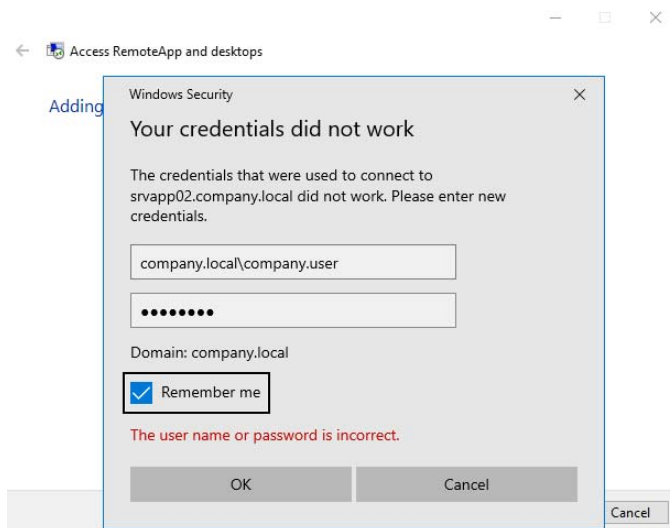 Access RemoteApp and desktops
Adding
Windows Security
Your credentials did not work
The credentials that were used to connect to
srvapp02.company.local did not work. Please enter new
credentials.
company.local\company.user
••••••••
Domain: company.local
Remember me
The user name or password is incorrect.
OK
Cancel
Cancel